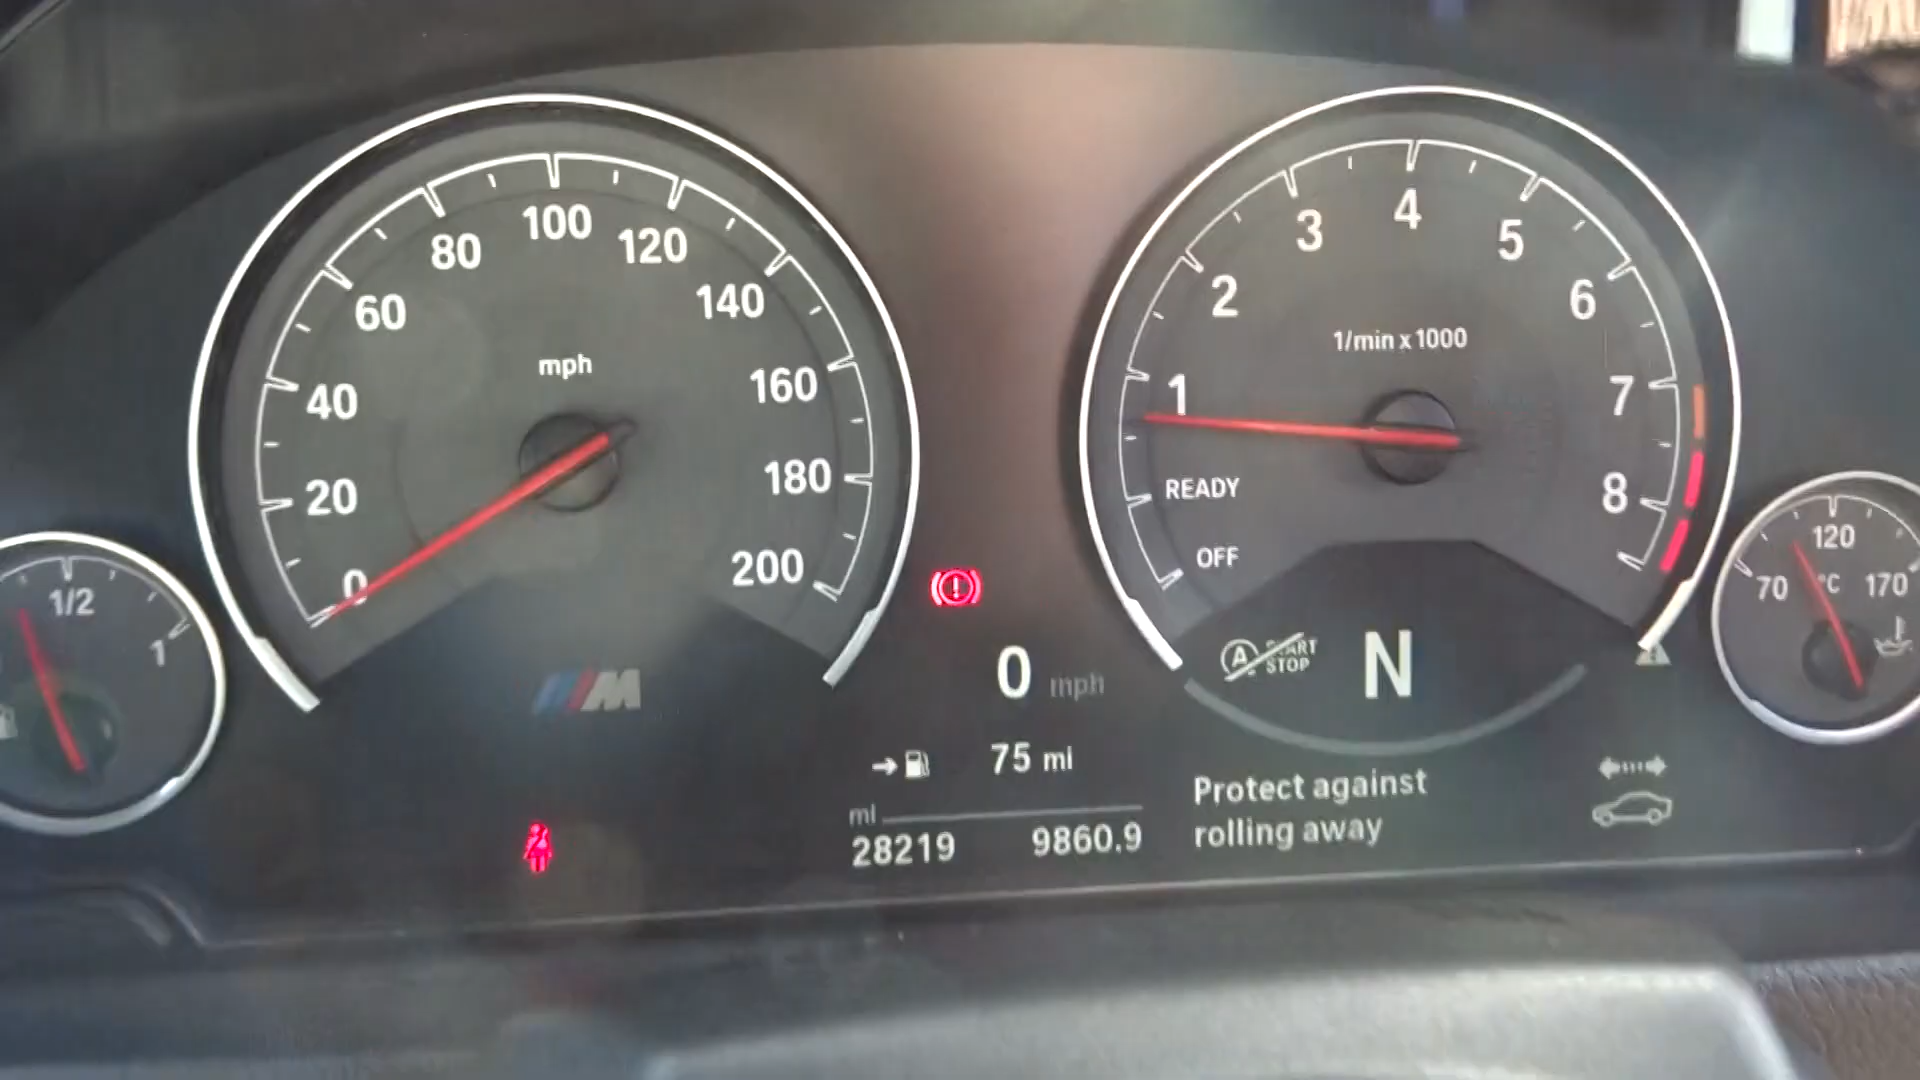 0
20
40
60
80
100
120
140
160
180
200
mph
M
1/2
1
OFF
READY
1
2
3
4
5
6
7
8
1/min x 1000
A START
STOP
N
70
120
170
°C
0 mph
75 mi
mi
28219 9860.9
Protect against
rolling away